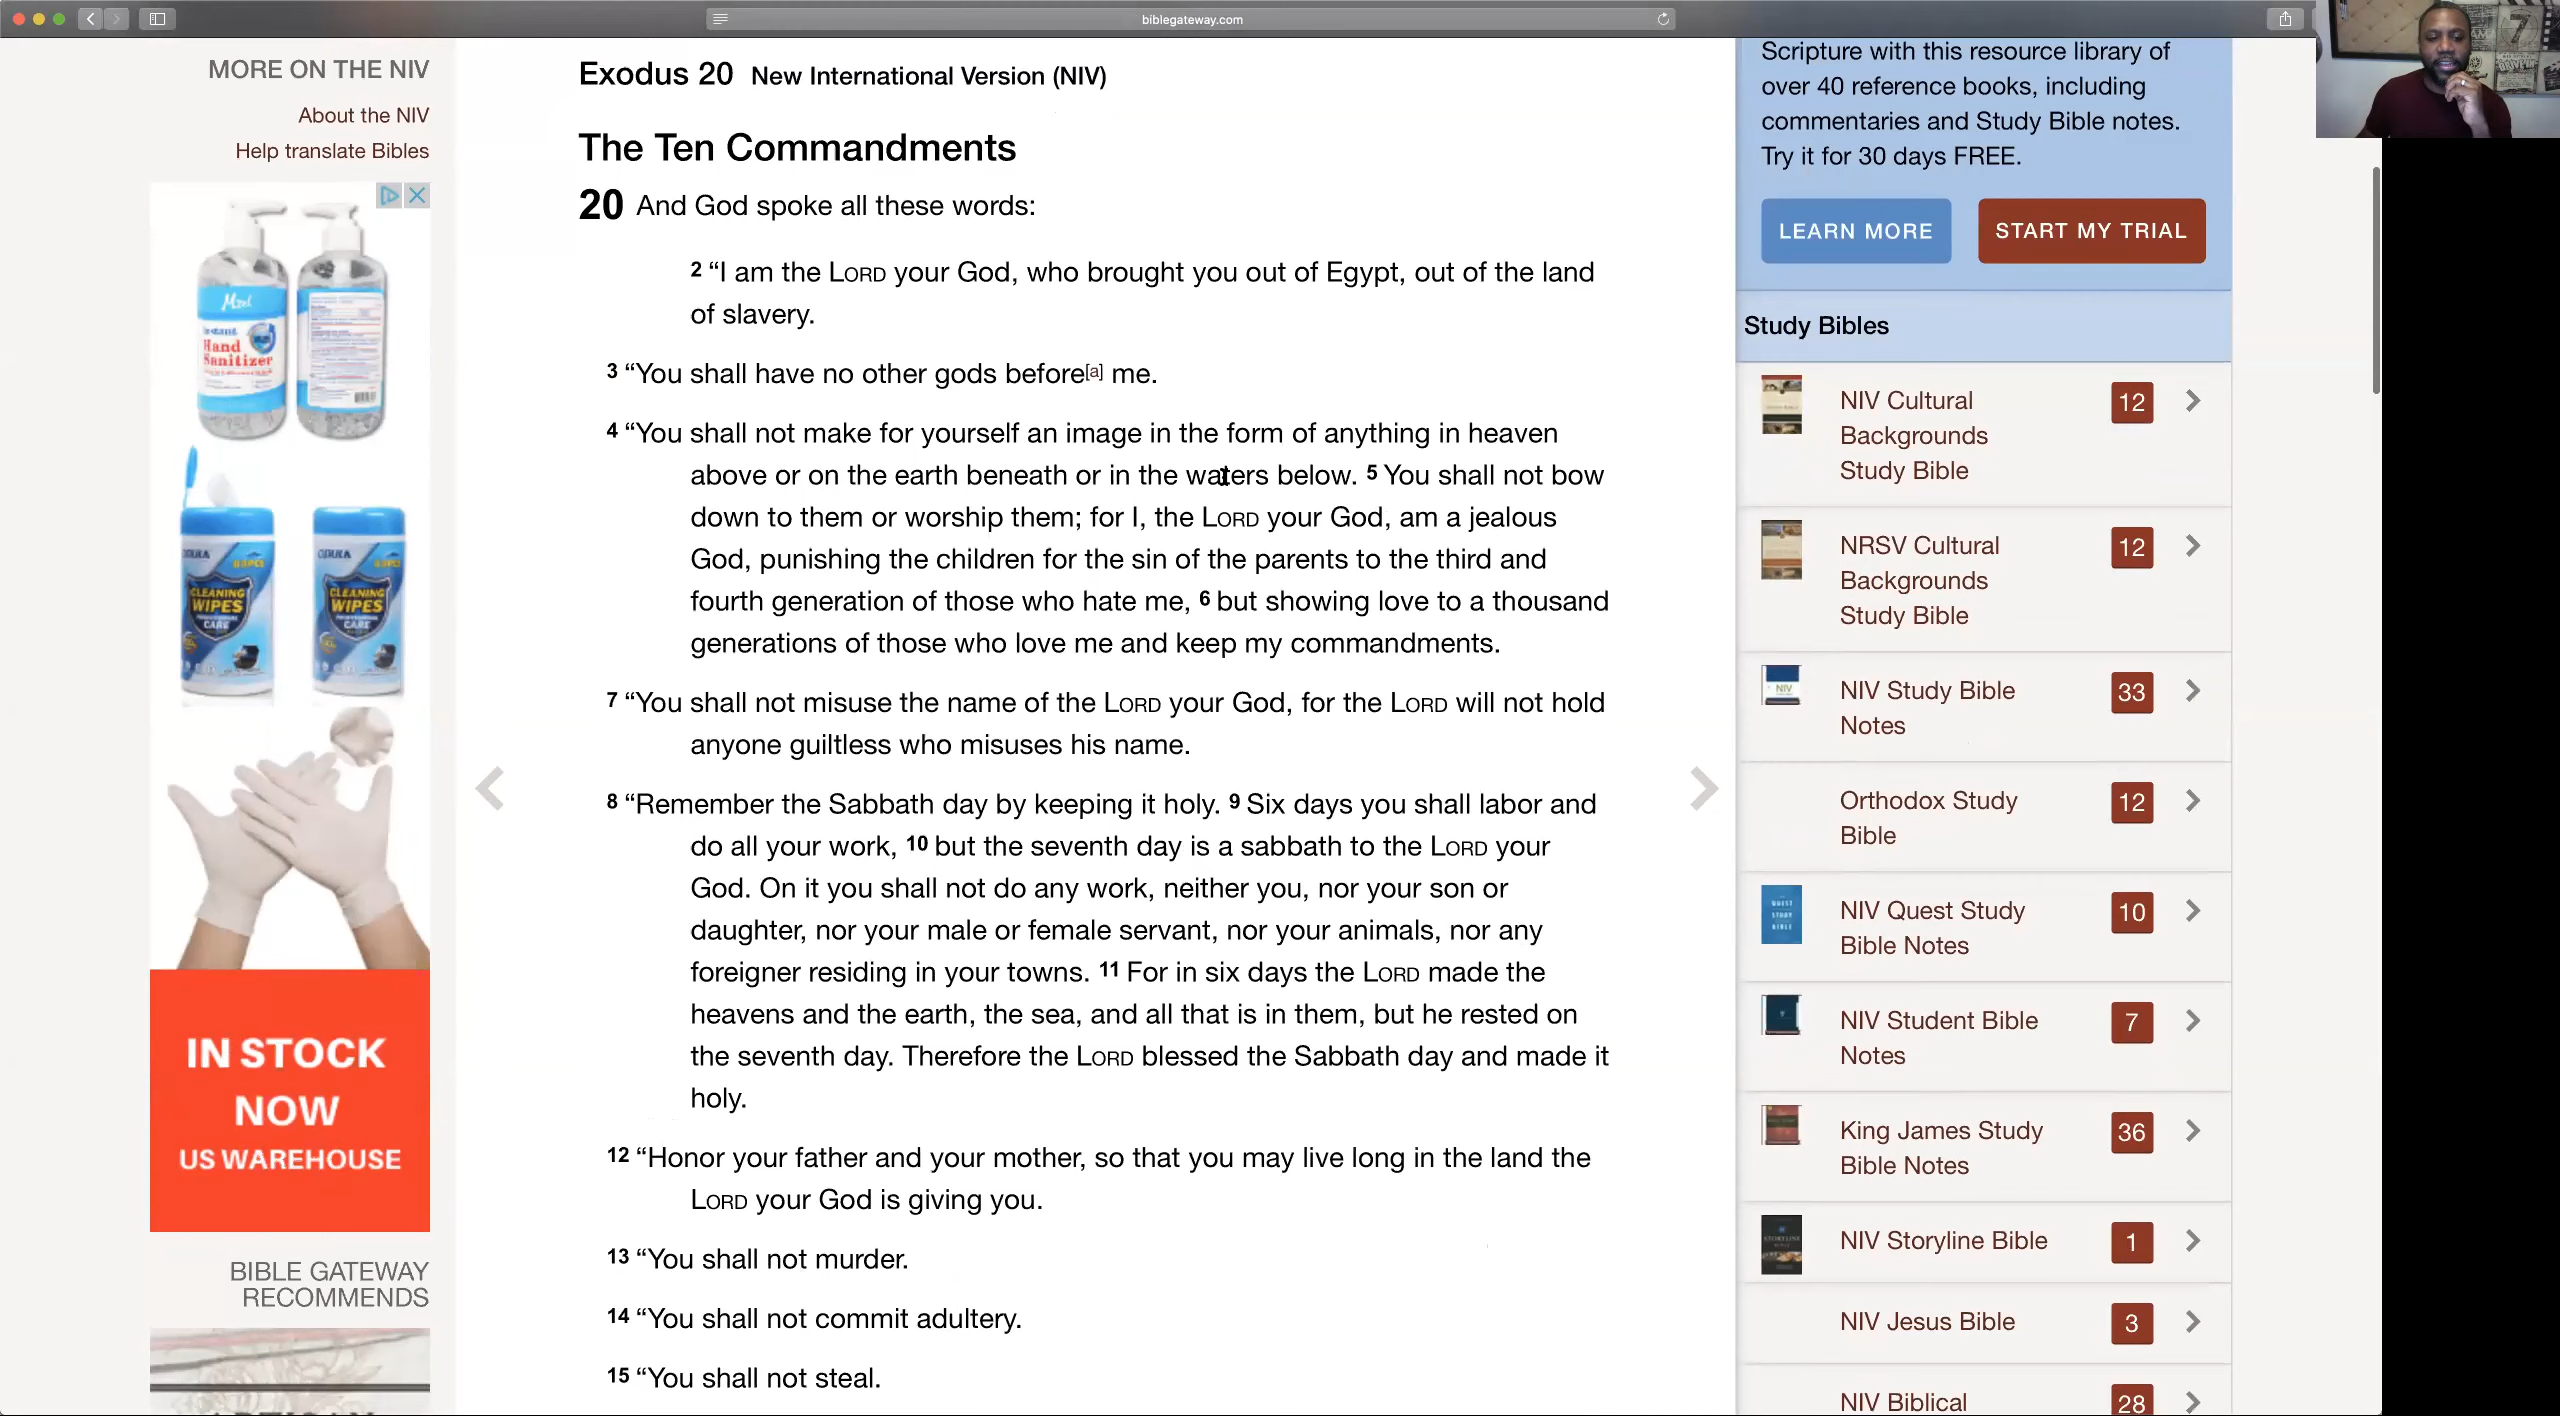 biblegateway.com
MORE ON THE NIV
About the NIV
Help translate Bibles
Instant
Hand
Sanitizer
CLEANING
WIPES
CARE
CLEANING
WIPES
CARE
IN STOCK
NOW
US WAREHOUSE
BIBLE GATEWAY
RECOMMENDS
Exodus 20 New International Version (NIV)
The Ten Commandments
20 And God spoke all these words:
2 “I am the LORD your God, who brought you out of Egypt, out of the land
of slavery.
3 “You shall have no other gods before[a] me.
4 “You shall not make for yourself an image in the form of anything in heaven
above or on the earth beneath or in the waters below. 5 You shall not bow
down to them or worship them; for I, the LORD your God, am a jealous
God, punishing the children for the sin of the parents to the third and
fourth generation of those who hate me, 6 but showing love to a thousand
generations of those who love me and keep my commandments.
7 “You shall not misuse the name of the LORD your God, for the LORD will not hold
anyone guiltless who misuses his name.
8 “Remember the Sabbath day by keeping it holy. 9 Six days you shall labor and
do all your work, 10 but the seventh day is a sabbath to the LORD your
God. On it you shall not do any work, neither you, nor your son or
daughter, nor your male or female servant, nor your animals, nor any
foreigner residing in your towns. 11 For in six days the LORD made the
heavens and the earth, the sea, and all that is in them, but he rested on
the seventh day. Therefore the LORD blessed the Sabbath day and made it
holy.
12 “Honor your father and your mother, so that you may live long in the land the
LORD your God is giving you.
13 “You shall not murder.
14 “You shall not commit adultery.
15 “You shall not steal.
Scripture with this resource library of
over 40 reference books, including
commentaries and Study Bible notes.
Try it for 30 days FREE.
LEARN MORE START MY TRIAL
Study Bibles
NIV Cultural 12
Backgrounds
Study Bible
NRSV Cultural 12
Backgrounds
Study Bible
NIV Study Bible 33
Notes
Orthodox Study 12
Bible
NIV Quest Study 10
Bible Notes
NIV Student Bible 7
Notes
King James Study 36
Bible Notes
NIV Storyline Bible 1
NIV Jesus Bible 3
NIV Biblical 28